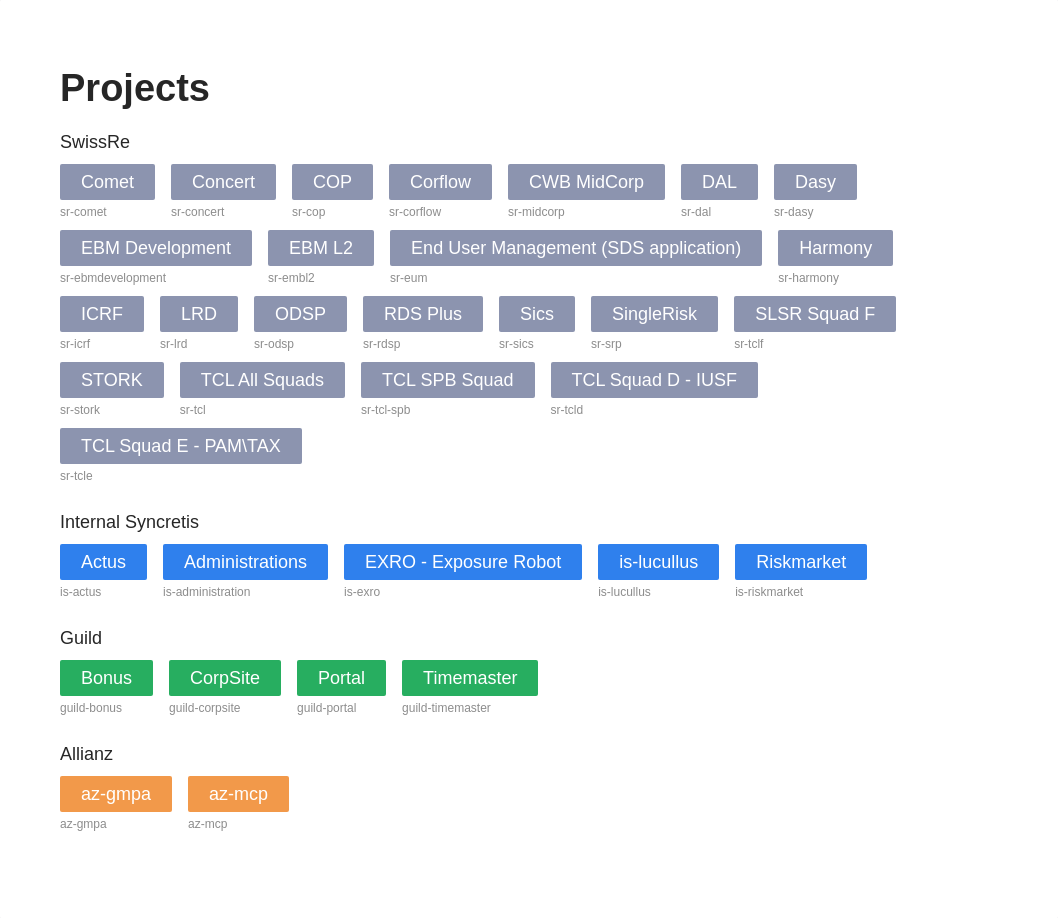 Projects
SwissRe
Comet Concert COP Corflow CWB MidCorp DAL Dasy
sr-comet sr-concert sr-cop sr-corflow sr-midcorp sr-dal sr-dasy
EBM Development EBM L2 End User Management (SDS application) Harmony
sr-ebmdevelopment sr-embl2 sr-eum sr-harmony
ICRF LRD ODSP RDS Plus Sics SingleRisk SLSR Squad F
sr-icrf sr-lrd sr-odsp sr-rdsp sr-sics sr-srp sr-tclf
STORK TCL All Squads TCL SPB Squad TCL Squad D - IUSF
sr-stork sr-tcl sr-tcl-spb sr-tcld
TCL Squad E - PAM\TAX
sr-tcle
Internal Syncretis
Actus Administrations EXRO - Exposure Robot is-lucullus Riskmarket
is-actus is-administration is-exro is-lucullus is-riskmarket
Guild
Bonus CorpSite Portal Timemaster
guild-bonus guild-corpsite guild-portal guild-timemaster
Allianz
az-gmpa az-mcp
az-gmpa az-mcp